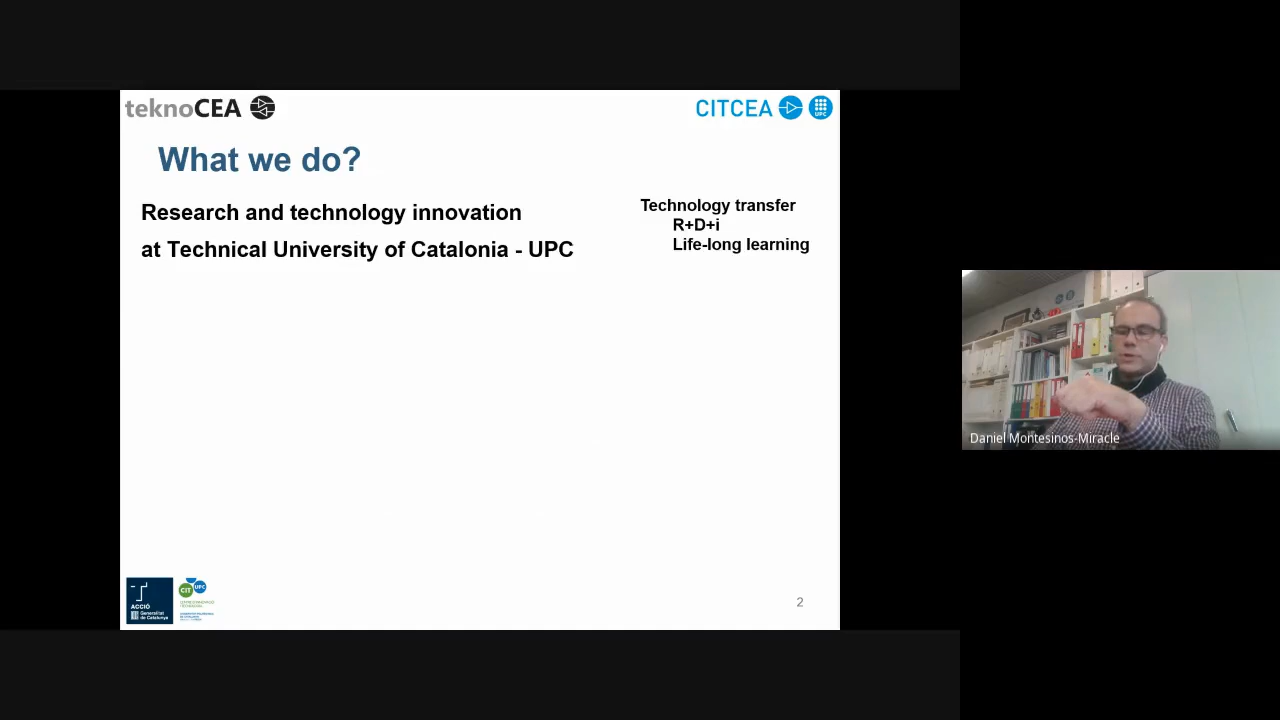 teknoCEA
CITCEA
UPC
What we do?
Research and technology innovation
at Technical University of Catalonia - UPC
Technology transfer
R+D+i
Life-long learning
Daniel Montesinos-Miracle
ACCIÓ
Generalitat
de Catalunya
CIT
UPC
2